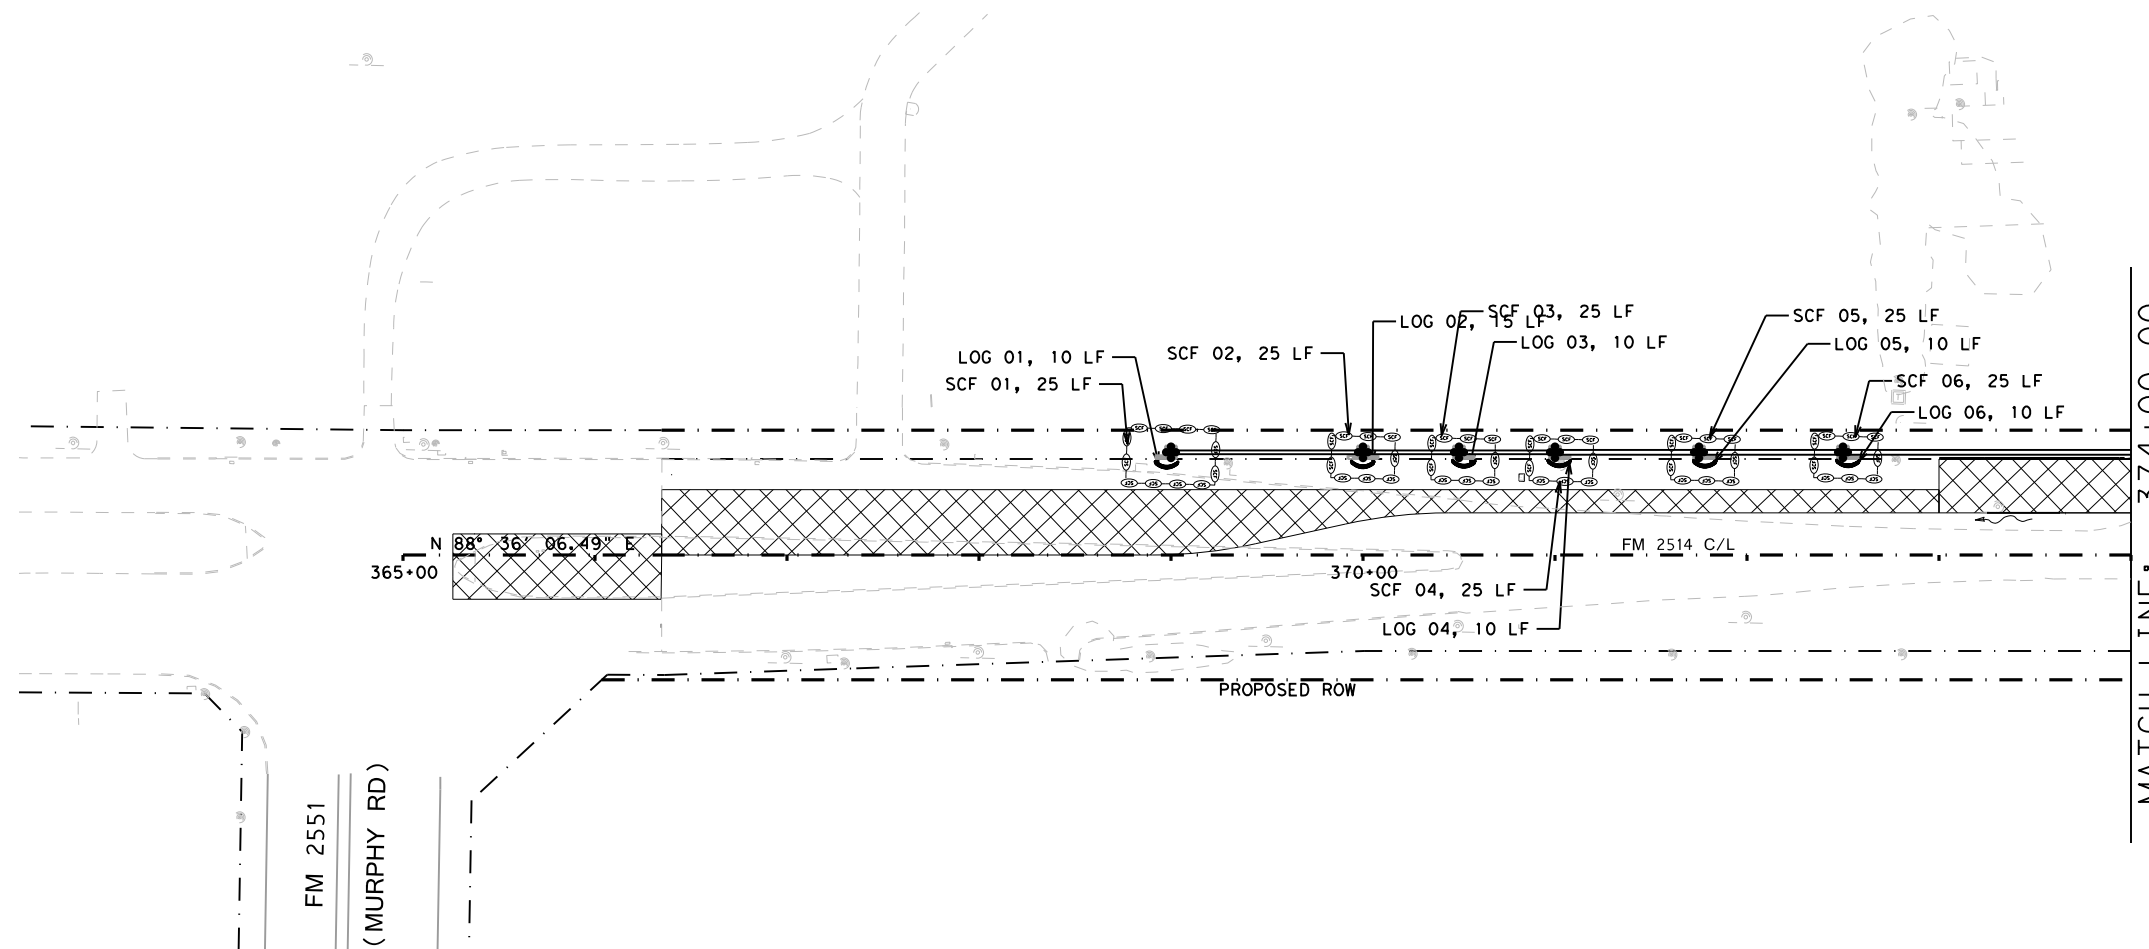 SCF 03, 25 LF
LOG 02, 15 LF
SCF 05, 25 LF
LOG 03, 10 LF
LOG 05, 10 LF
LOG 01, 10 LF
SCF 02, 25 LF
SCF 01, 25 LF
SCF 06, 25 LF
LOG 06, 10 LF
N 88° 36' 06.49" E
FM 2514 C/L
365+00
370+00
SCF 04, 25 LF
LOG 04, 10 LF
PROPOSED ROW
FM 2551
(MURPHY RD)